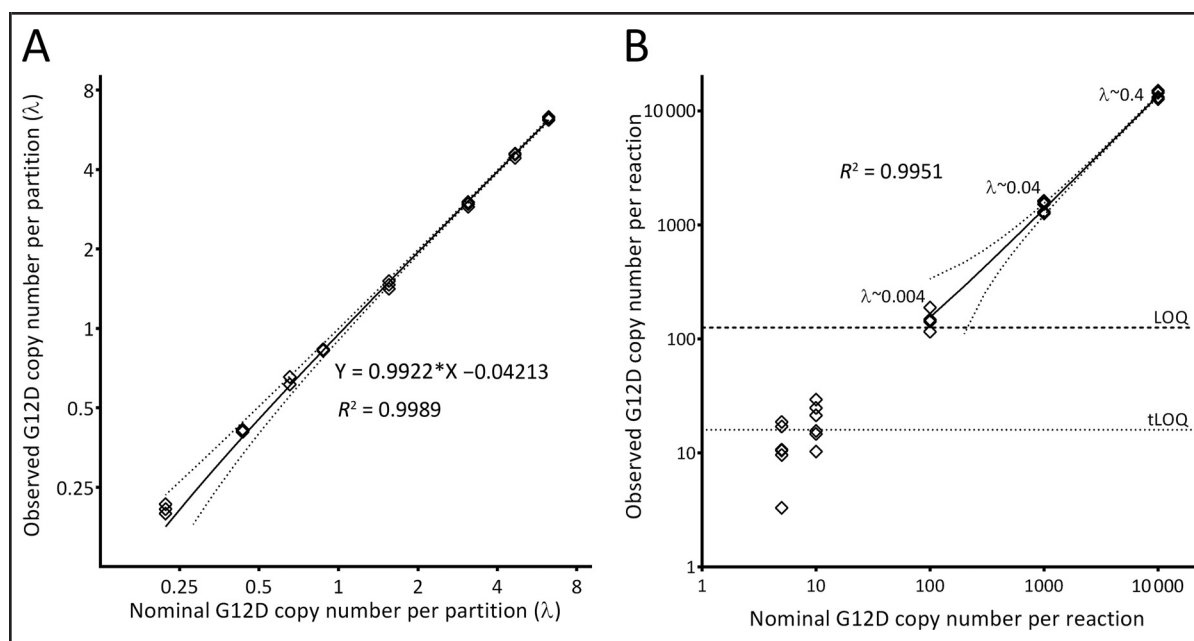 A
Observed G12D copy number per partition (λ)
8
4
2
1
0.5
0.25
Y = 0.9922*X −0.04213
R² = 0.9989
0.25 0.5 1 2 4 8
Nominal G12D copy number per partition (λ)
B
Observed G12D copy number per reaction
10 000
1000
100
10
1
λ~0.4
R² = 0.9951
λ~0.04
λ~0.004
LOQ
tLOQ
1 10 100 1000 10 000
Nominal G12D copy number per reaction